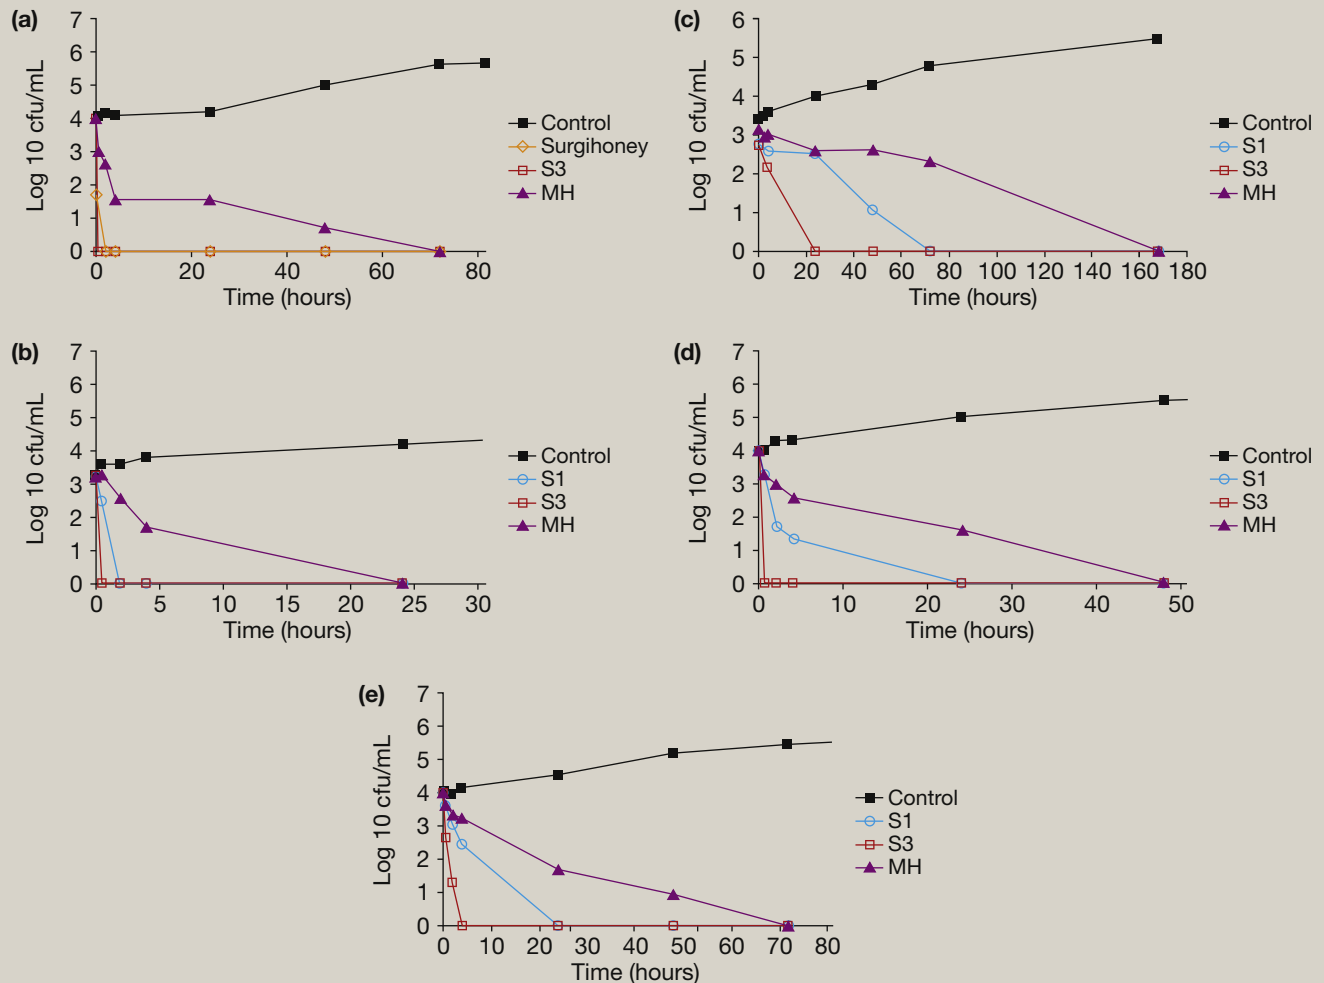 (a)
Log 10 cfu/mL
7
6
5
4
3
2
1
0
0 20 40 60 80
Time (hours)
Control
Surgihoney
S3
MH
(c)
Log 10 cfu/mL
6
5
4
3
2
1
0
0 20 40 60 80 100 120 140 160 180
Time (hours)
Control
S1
S3
MH
(b)
Log 10 cfu/mL
7
6
5
4
3
2
1
0
0 5 10 15 20 25 30
Time (hours)
Control
S1
S3
MH
(d)
Log 10 cfu/mL
7
6
5
4
3
2
1
0
0 10 20 30 40 50
Time (hours)
Control
S1
S3
MH
(e)
Log 10 cfu/mL
7
6
5
4
3
2
1
0
0 10 20 30 40 50 60 70 80
Time (hours)
Control
S1
S3
MH